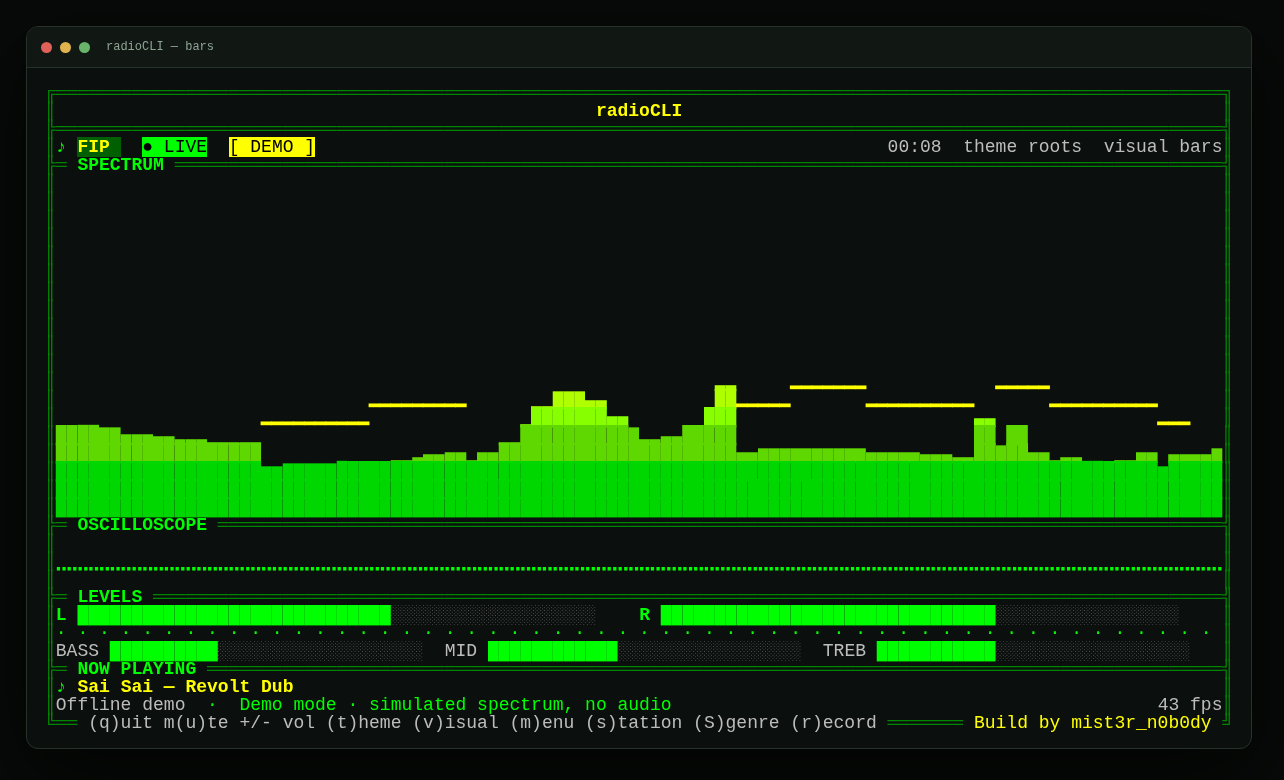 radioCLI — bars
radioCLI
♪ FIP ● LIVE [ DEMO ] 00:08 theme roots visual bars
SPECTRUM
OSCILLOSCOPE
LEVELS
L R
BASS MID TREB
NOW PLAYING
♪ Sai Sai — Revolt Dub
Offline demo · Demo mode · simulated spectrum, no audio 43 fps
(q)uit m(u)te +/- vol (t)heme (v)isual (m)enu (s)tation (S)genre (r)ecord Build by mist3r_n0b0dy